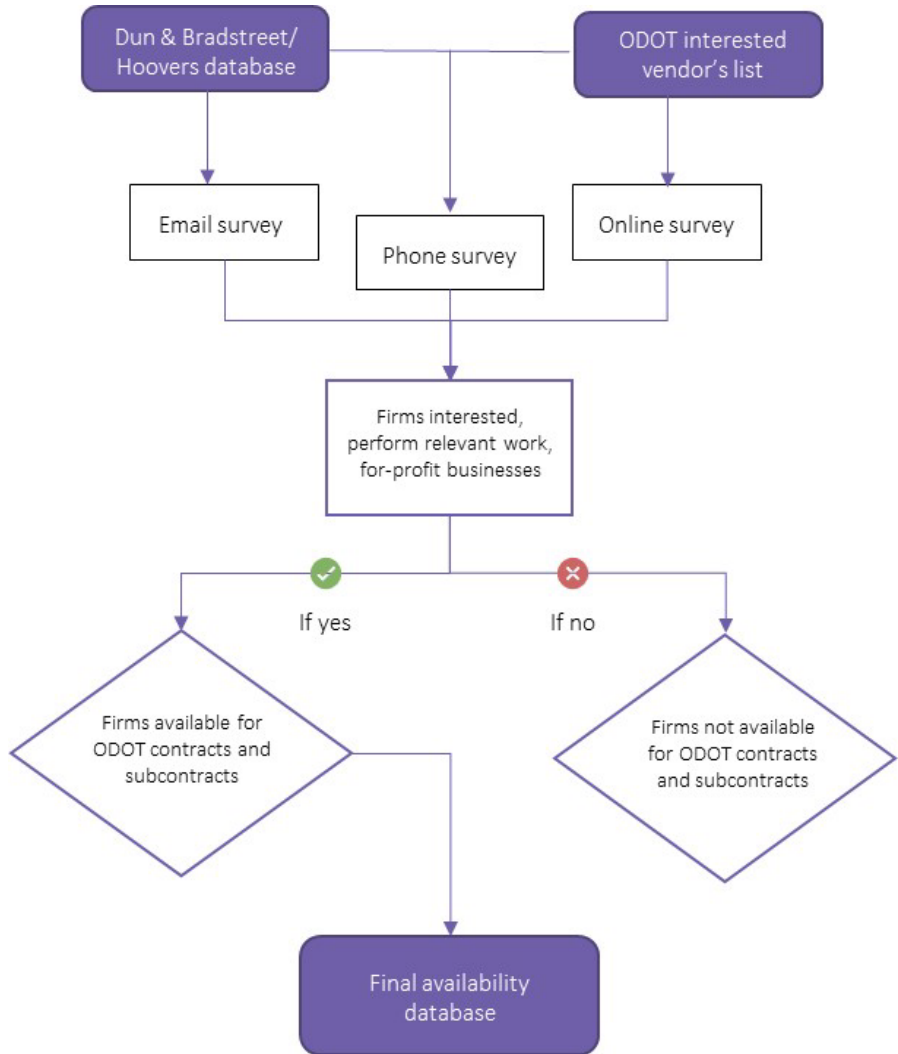 Dun & Bradstreet/
Hoovers database
ODOT interested
vendor’s list
Email survey
Phone survey
Online survey
Firms interested,
perform relevant work,
for-profit businesses
If yes
If no
Firms available for
ODOT contracts and
subcontracts
Firms not available
for ODOT contracts
and subcontracts
Final availability
database